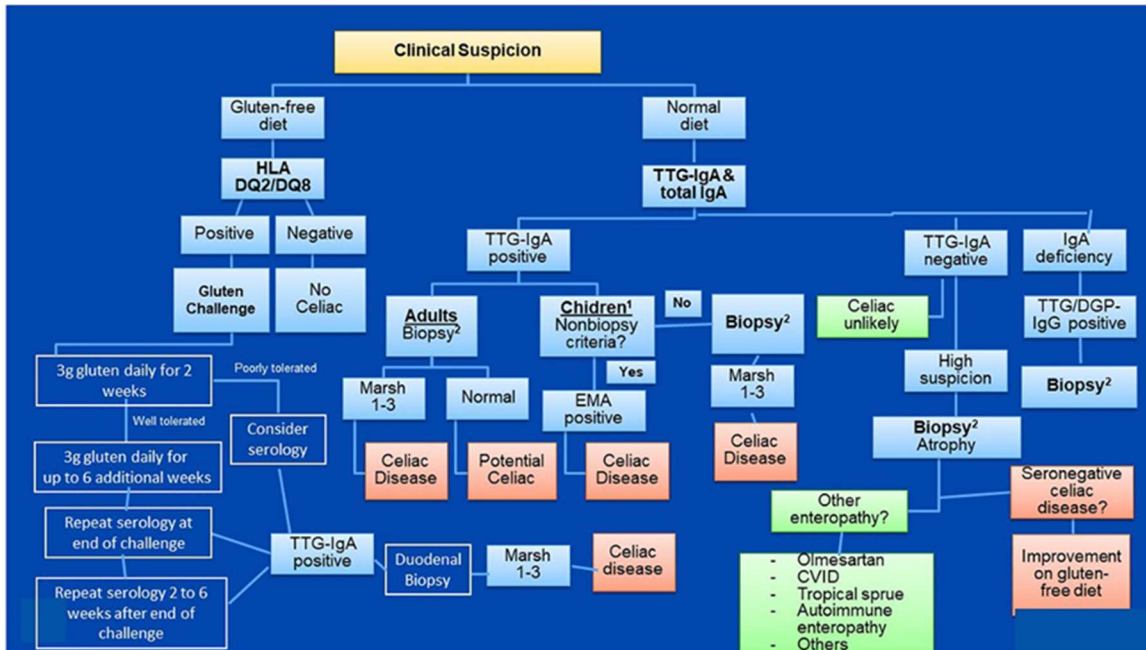 Clinical Suspicion
Gluten-free
diet
Normal
diet
HLA
DQ2/DQ8
TTG-IgA &
total IgA
Positive
Negative
TTG-IgA
positive
TTG-IgA
negative
IgA
deficiency
Gluten
Challenge
No
Celiac
Adults
Biopsy²
Chidren¹
Nonbiopsy
criteria?
No
Biopsy²
Celiac
unlikely
TTG/DGP-
IgG positive
3g gluten daily for 2
weeks
Poorly tolerated
Marsh
1-3
Normal
Yes
EMA
positive
Marsh
1-3
High
suspicion
Biopsy²
Well tolerated
Consider
serology
Biopsy²
Atrophy
3g gluten daily for
up to 6 additional weeks
Celiac
Disease
Potential
Celiac
Celiac
Disease
Celiac
Disease
Other
enteropathy?
Seronegative
celiac
disease?
Repeat serology at
end of challenge
TTG-IgA
positive
Duodenal
Biopsy
Marsh
1-3
Celiac
disease
Improvement
on gluten-
free diet
Repeat serology 2 to 6
weeks after end of
challenge
- Olmesartan
- CVID
- Tropical sprue
- Autoimmune
enteropathy
- Others